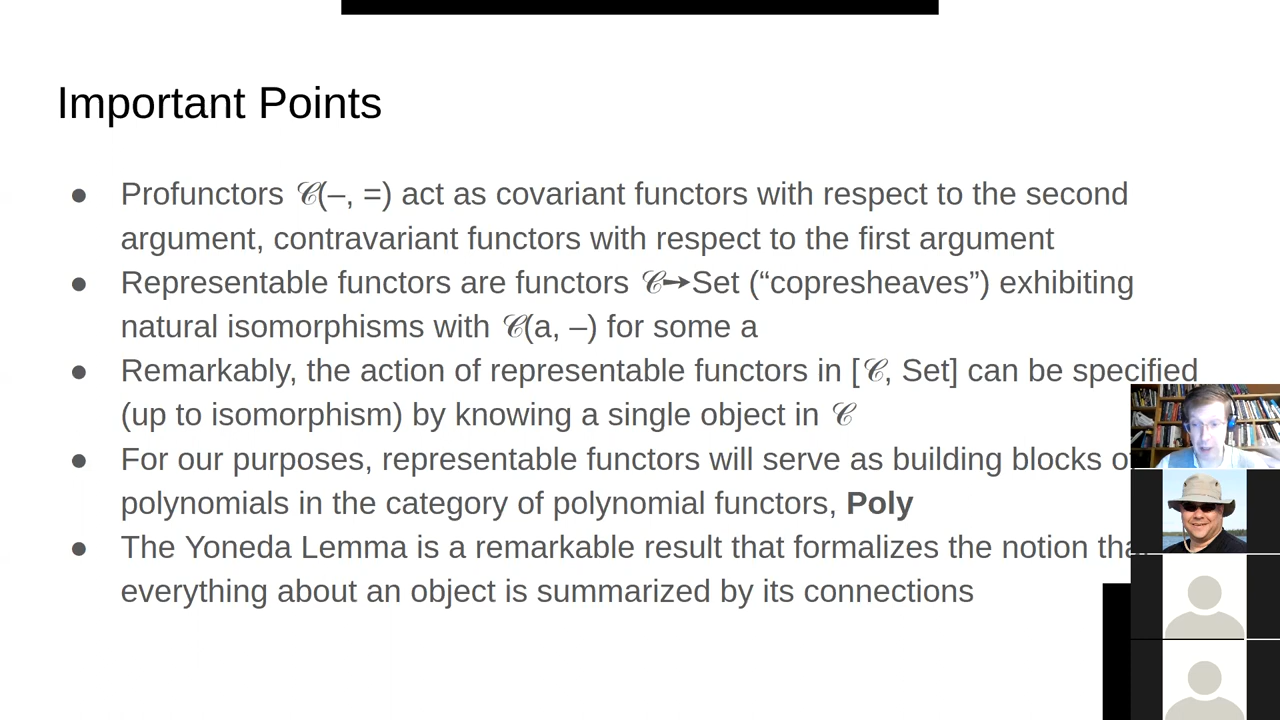 Important Points
● Profunctors 𝒞(–, =) act as covariant functors with respect to the second
argument, contravariant functors with respect to the first argument
● Representable functors are functors 𝒞→Set (“copresheaves”) exhibiting
natural isomorphisms with 𝒞(a, –) for some a
● Remarkably, the action of representable functors in [𝒞, Set] can be specified
(up to isomorphism) by knowing a single object in 𝒞
● For our purposes, representable functors will serve as building blocks
polynomials in the category of polynomial functors, Poly
● The Yoneda Lemma is a remarkable result that formalizes the notion
everything about an object is summarized by its connections